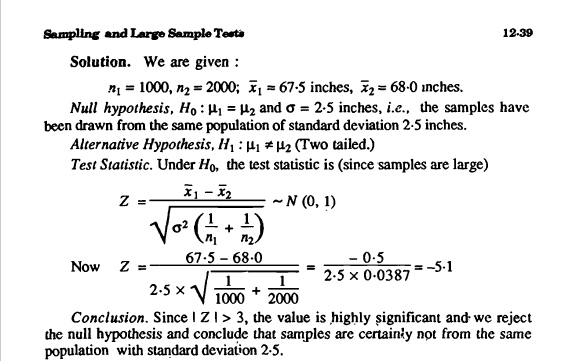 Sampling and Large Sample Tests 12·39
Solution. We are given :
n₁ = 1000, n₂ = 2000; x̄₁ = 67·5 inches, x̄₂ = 68·0 inches.
Null hypothesis, H₀ : μ₁ = μ₂ and σ = 2·5 inches, i.e., the samples have
been drawn from the same population of standard deviation 2·5 inches.
Alternative Hypothesis, H₁ : μ₁ ≠ μ₂ (Two tailed.)
Test Statistic. Under H₀, the test statistic is (since samples are large)
Z = (x̄₁ − x̄₂) / √(σ² (1/n₁ + 1/n₂)) ~ N (0, 1)
Now Z = (67·5 − 68·0) / (2·5 × √(1/1000 + 1/2000)) = − 0·5 / (2·5 × 0·0387) = −5·1
Conclusion. Since | Z | > 3, the value is highly significant and we reject
the null hypothesis and conclude that samples are certainly not from the same
population with standard deviation 2·5.